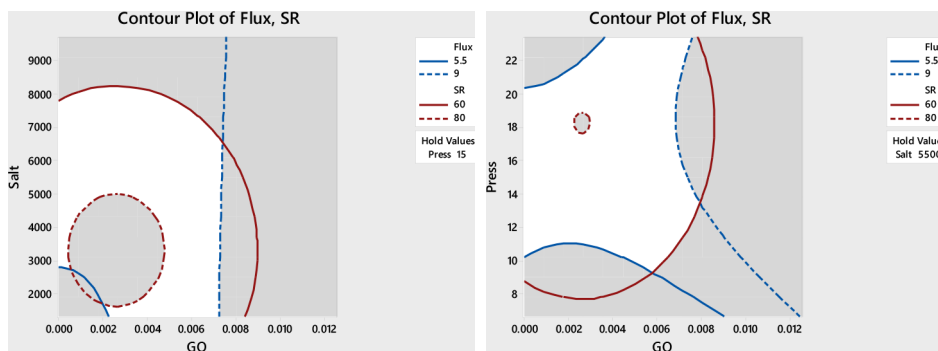 Contour Plot of Flux, SR
9000
8000
7000
6000
5000
4000
3000
2000
Salt
0.000 0.002 0.004 0.006 0.008 0.010 0.012
GO
Flux
5.5
9
SR
60
80
Hold Values
Press 15
Contour Plot of Flux, SR
22
20
18
16
14
12
10
8
Press
0.000 0.002 0.004 0.006 0.008 0.010 0.012
GO
Flu
5.5
9
SR
60
80
Hold Value
Salt 5500